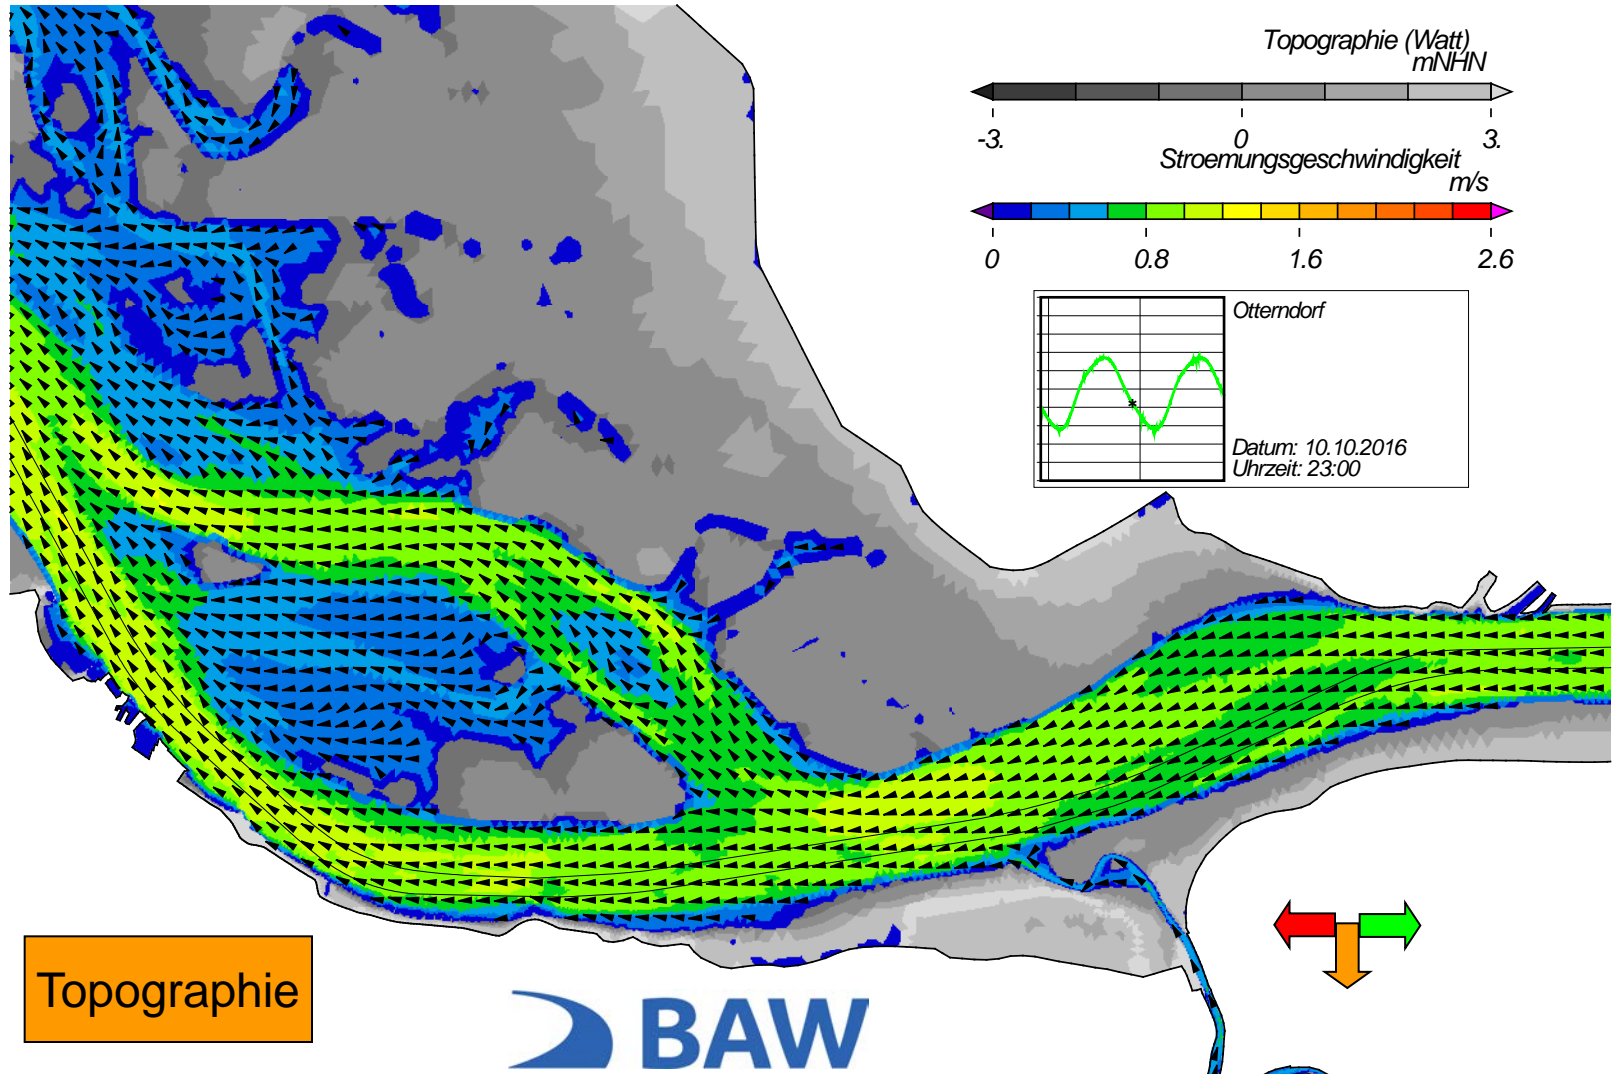 Topographie (Watt)
mNHN
-3. 0 3.
Stroemungsgeschwindigkeit
m/s
0 0.8 1.6 2.6
Otterndorf
Datum: 10.10.2016
Uhrzeit: 23:00
Topographie
BAW